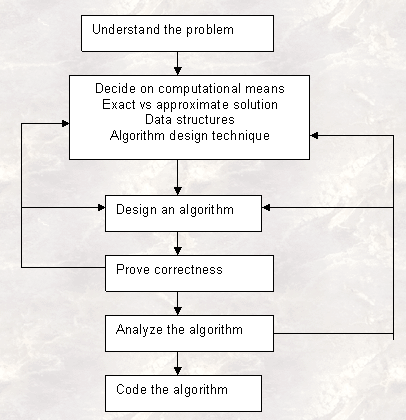 Understand the problem
Decide on computational means
Exact vs approximate solution
Data structures
Algorithm design technique
Design an algorithm
Prove correctness
Analyze the algorithm
Code the algorithm